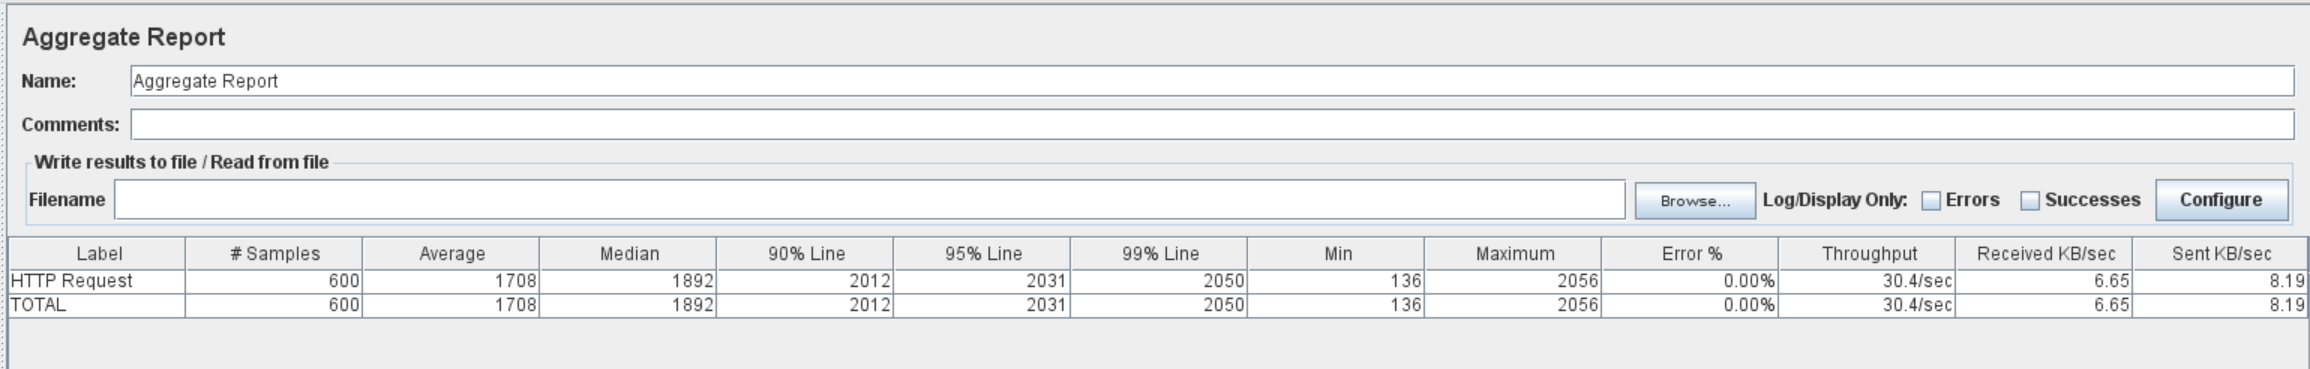 Aggregate Report
Name: Aggregate Report
Comments:
Write results to file / Read from file
Filename Browse... Log/Display Only: Errors Successes Configure
Label # Samples Average Median 90% Line 95% Line 99% Line Min Maximum Error % Throughput Received KB/sec Sent KB/sec
HTTP Request 600 1708 1892 2012 2031 2050 136 2056 0.00% 30.4/sec 6.65 8.19
TOTAL 600 1708 1892 2012 2031 2050 136 2056 0.00% 30.4/sec 6.65 8.19